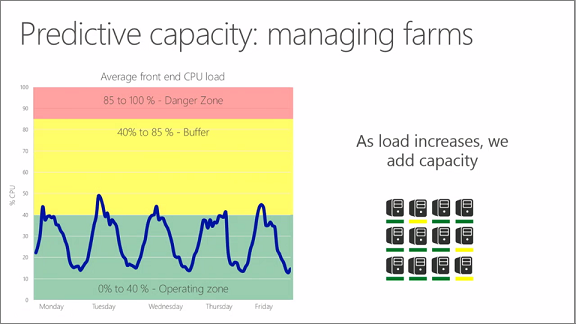 Predictive capacity: managing farms
Average front end CPU load
100
90
80
70
60
50
40
30
20
10
0
% CPU
85 to 100 % - Danger Zone
40% to 85 % - Buffer
0% to 40 % - Operating zone
Monday Tuesday Wednesday Thursday Friday
As load increases, we
add capacity